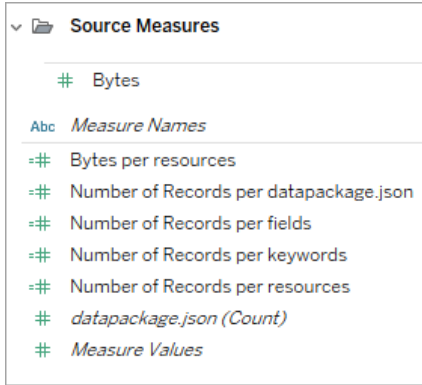 Source Measures
# Bytes
Abc Measure Names
=# Bytes per resources
=# Number of Records per datapackage.json
=# Number of Records per fields
=# Number of Records per keywords
=# Number of Records per resources
# datapackage.json (Count)
# Measure Values